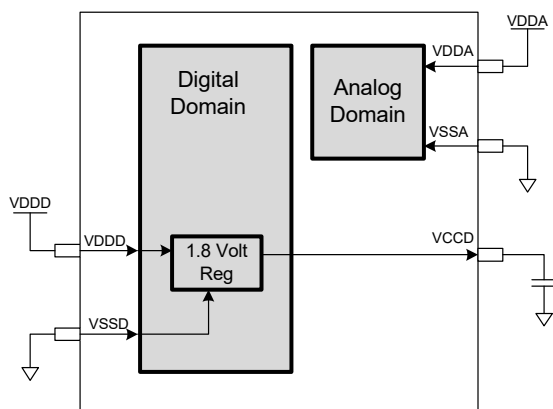 VDDA
VDDA
Digital
Domain
Analog
Domain
VSSA
VDDD
VDDD
1.8 Volt
Reg
VCCD
VSSD